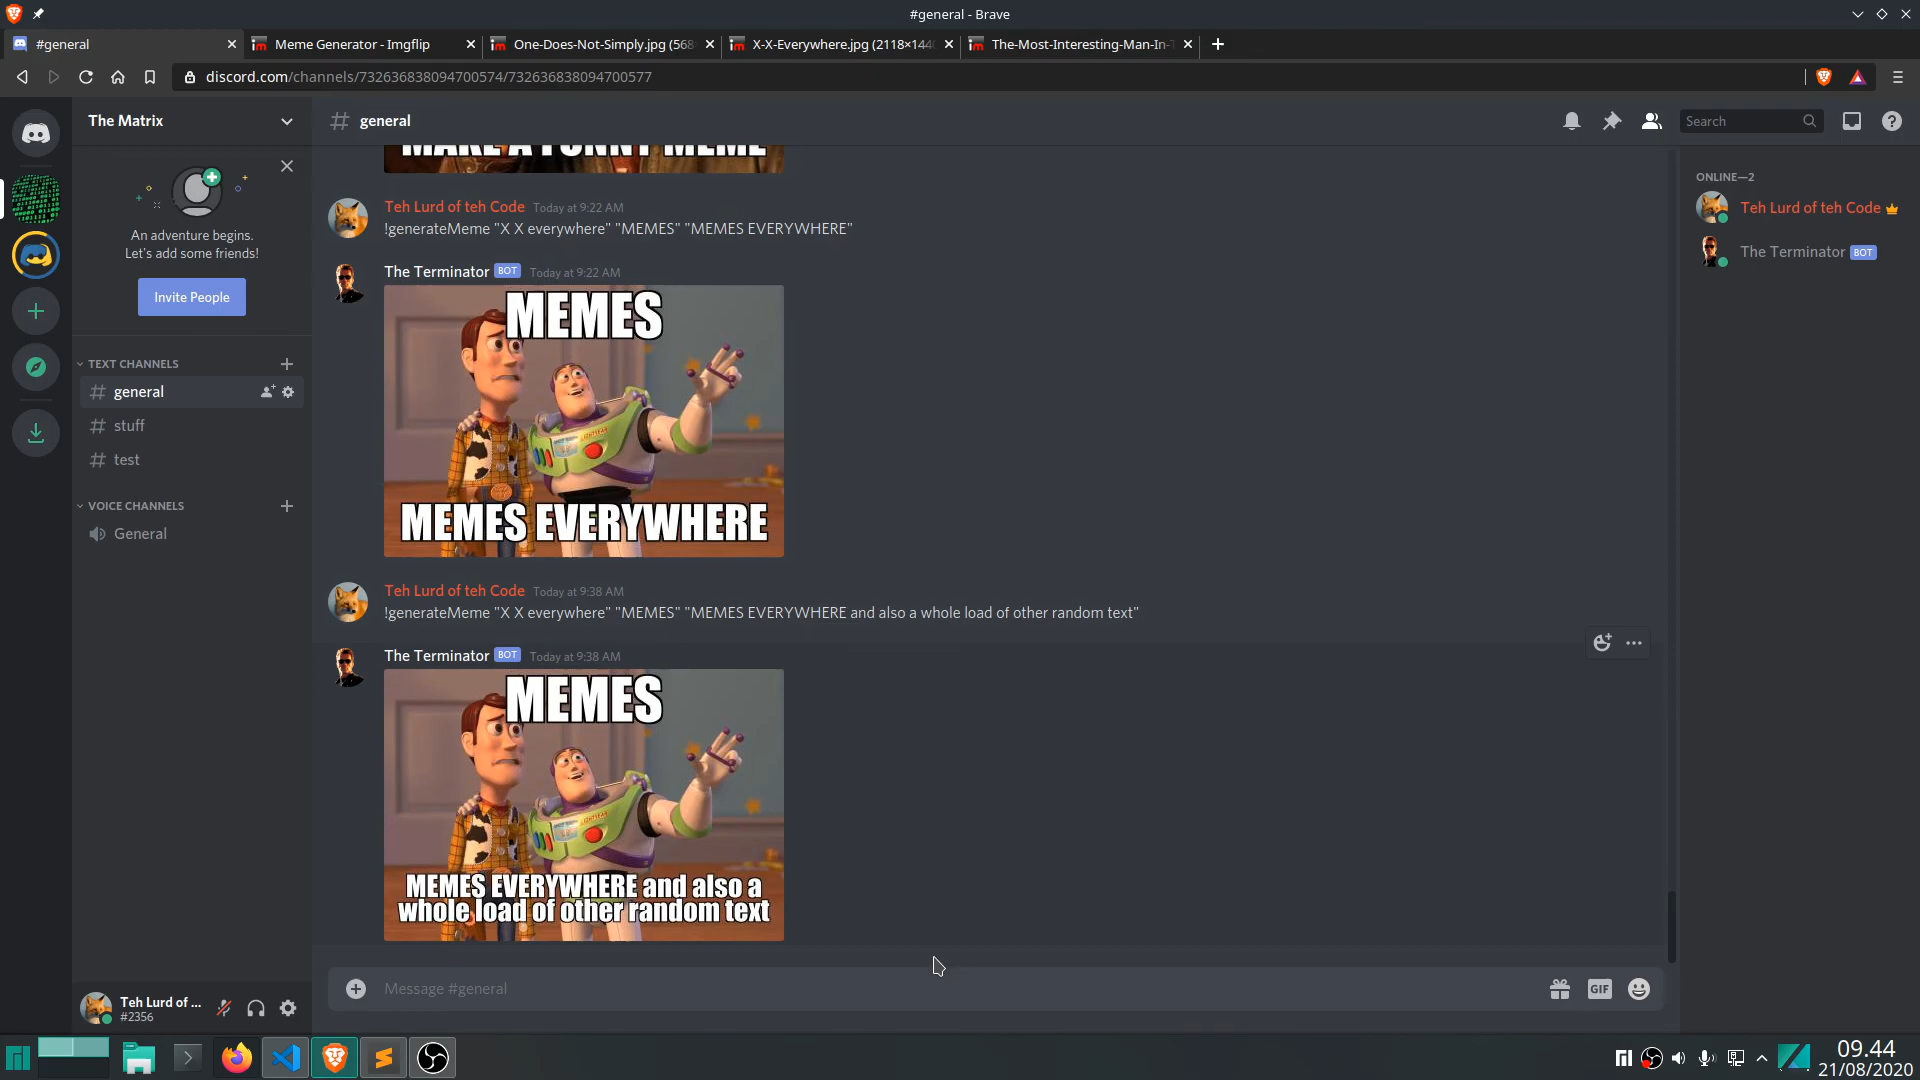 #general - Brave
#general
Meme Generator - Imgflip
One-Does-Not-Simply.jpg (568
X-X-Everywhere.jpg (2118×144
The-Most-Interesting-Man-In-
discord.com/channels/732636838094700574/732636838094700577
The Matrix
general
Search
An adventure begins.
Let's add some friends!
Invite People
TEXT CHANNELS
general
stuff
test
VOICE CHANNELS
General
MAKE A FUNNY MEME
Teh Lurd of teh Code Today at 9:22 AM
!generateMeme "X X everywhere" "MEMES" "MEMES EVERYWHERE"
The Terminator BOT Today at 9:22 AM
MEMES
LIGHTYEAR
MEMES EVERYWHERE
Teh Lurd of teh Code Today at 9:38 AM
!generateMeme "X X everywhere" "MEMES" "MEMES EVERYWHERE and also a whole load of other random text"
The Terminator BOT Today at 9:38 AM
MEMES
LIGHTYEAR
MEMES EVERYWHERE and also a
whole load of other random text
Message #general
GIF
ONLINE—2
Teh Lurd of teh Code
The Terminator BOT
Teh Lurd of ...
#2356
09.44
21/08/2020